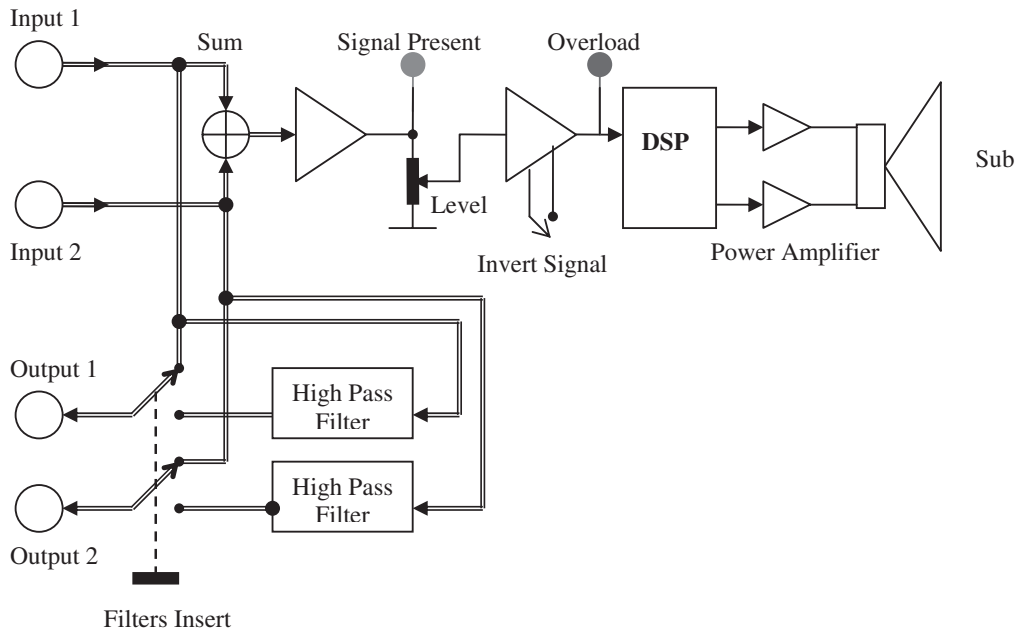 Input 1
Sum
Signal Present
Overload
DSP
Sub
Level
Input 2
Invert Signal
Power Amplifier
Output 1
High Pass
Filter
High Pass
Filter
Output 2
Filters Insert